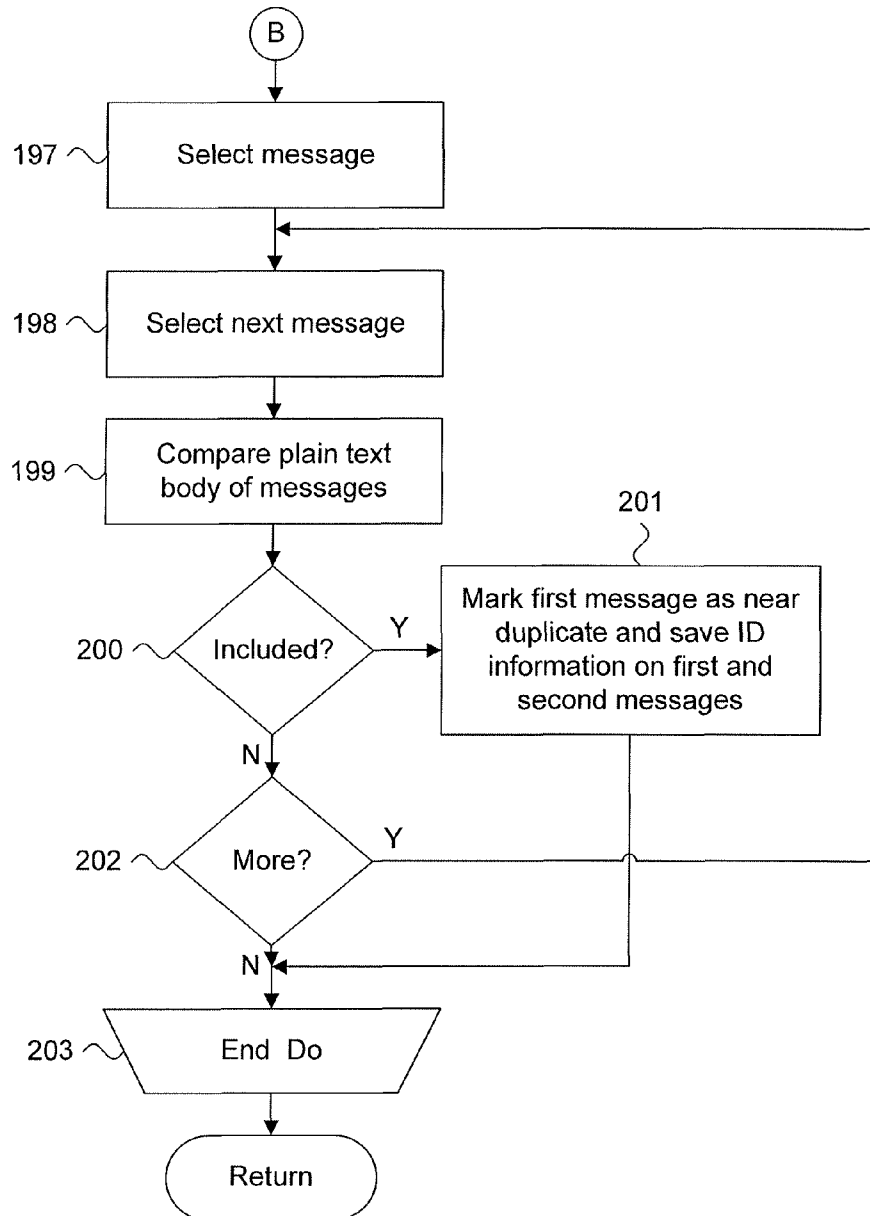 B
197
Select message
198
Select next message
199
Compare plain text
body of messages
201
200
Included?
Y
Mark first message as near
duplicate and save ID
information on first and
second messages
N
202
More?
Y
N
203
End Do
Return